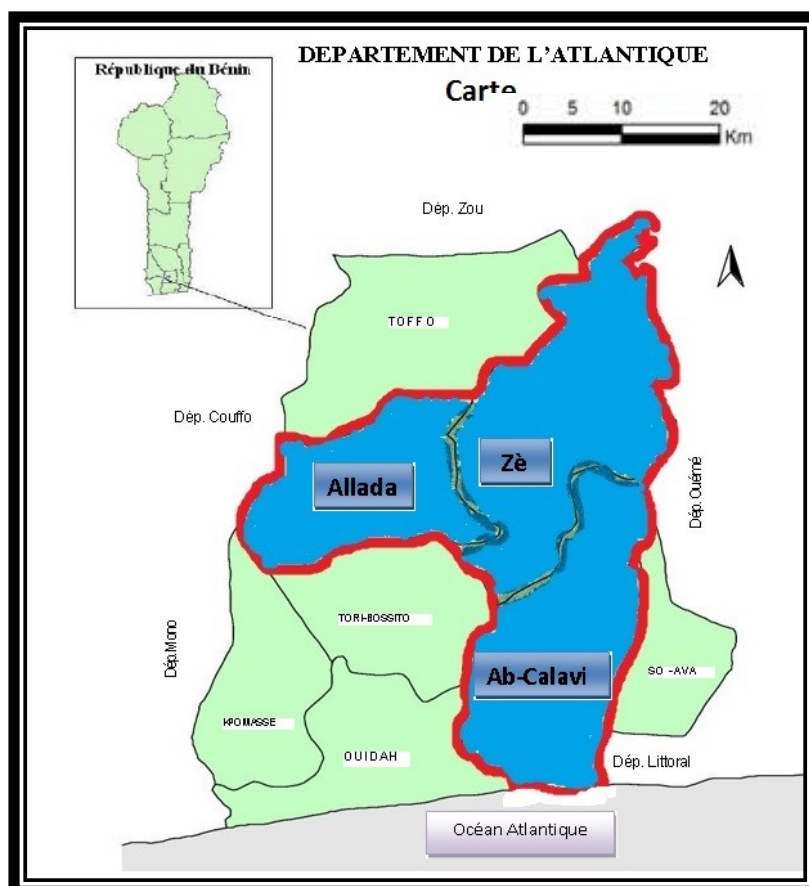 DEPARTEMENT DE L'ATLANTIQUE
République du Bénin
Carte
0 5 10 20
Km
Dép. Zou
TOFFO
Dép. Couffo
Zè
Allada
Dép. Ouémé
TORI-BOSSITO
Dép.Mono
Ab-Calavi
SO -AVA
KPOMASSE
OUIDAH
Dép. Littoral
Océan Atlantique